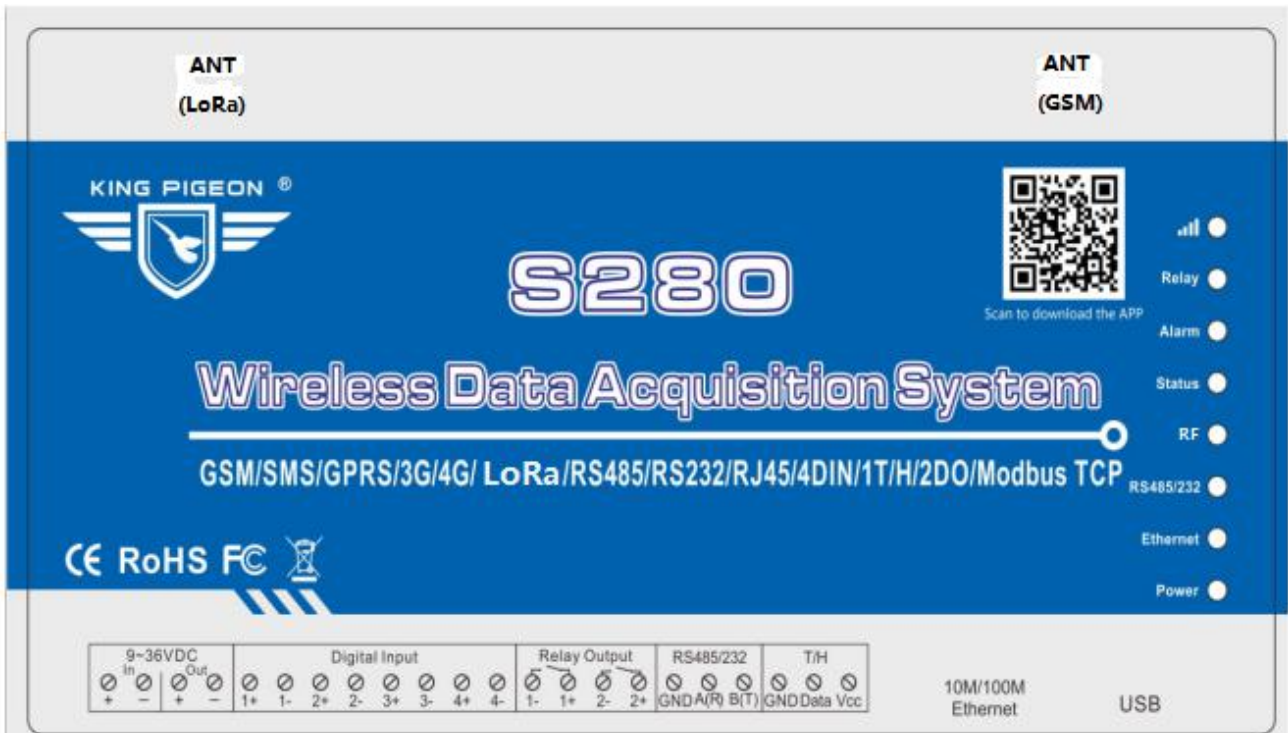 ANT
(LoRa)
ANT
(GSM)
KING PIGEON ®
S280
Scan to download the APP
Relay
Alarm
Wireless Data Acquisition System
Status
RF
GSM/SMS/GPRS/3G/4G/ LoRa/RS485/RS232/RJ45/4DIN/1T/H/2DO/Modbus TCP
RS485/232
Ethernet
CE RoHS FC
Power
9~36VDC Digital Input Relay Output RS485/232 T/H
In Out
+ − + − 1+ 1- 2+ 2- 3+ 3- 4+ 4- 1- 1+ 2- 2+ GND A(R) B(T) GND Data Vcc
10M/100M
Ethernet
USB